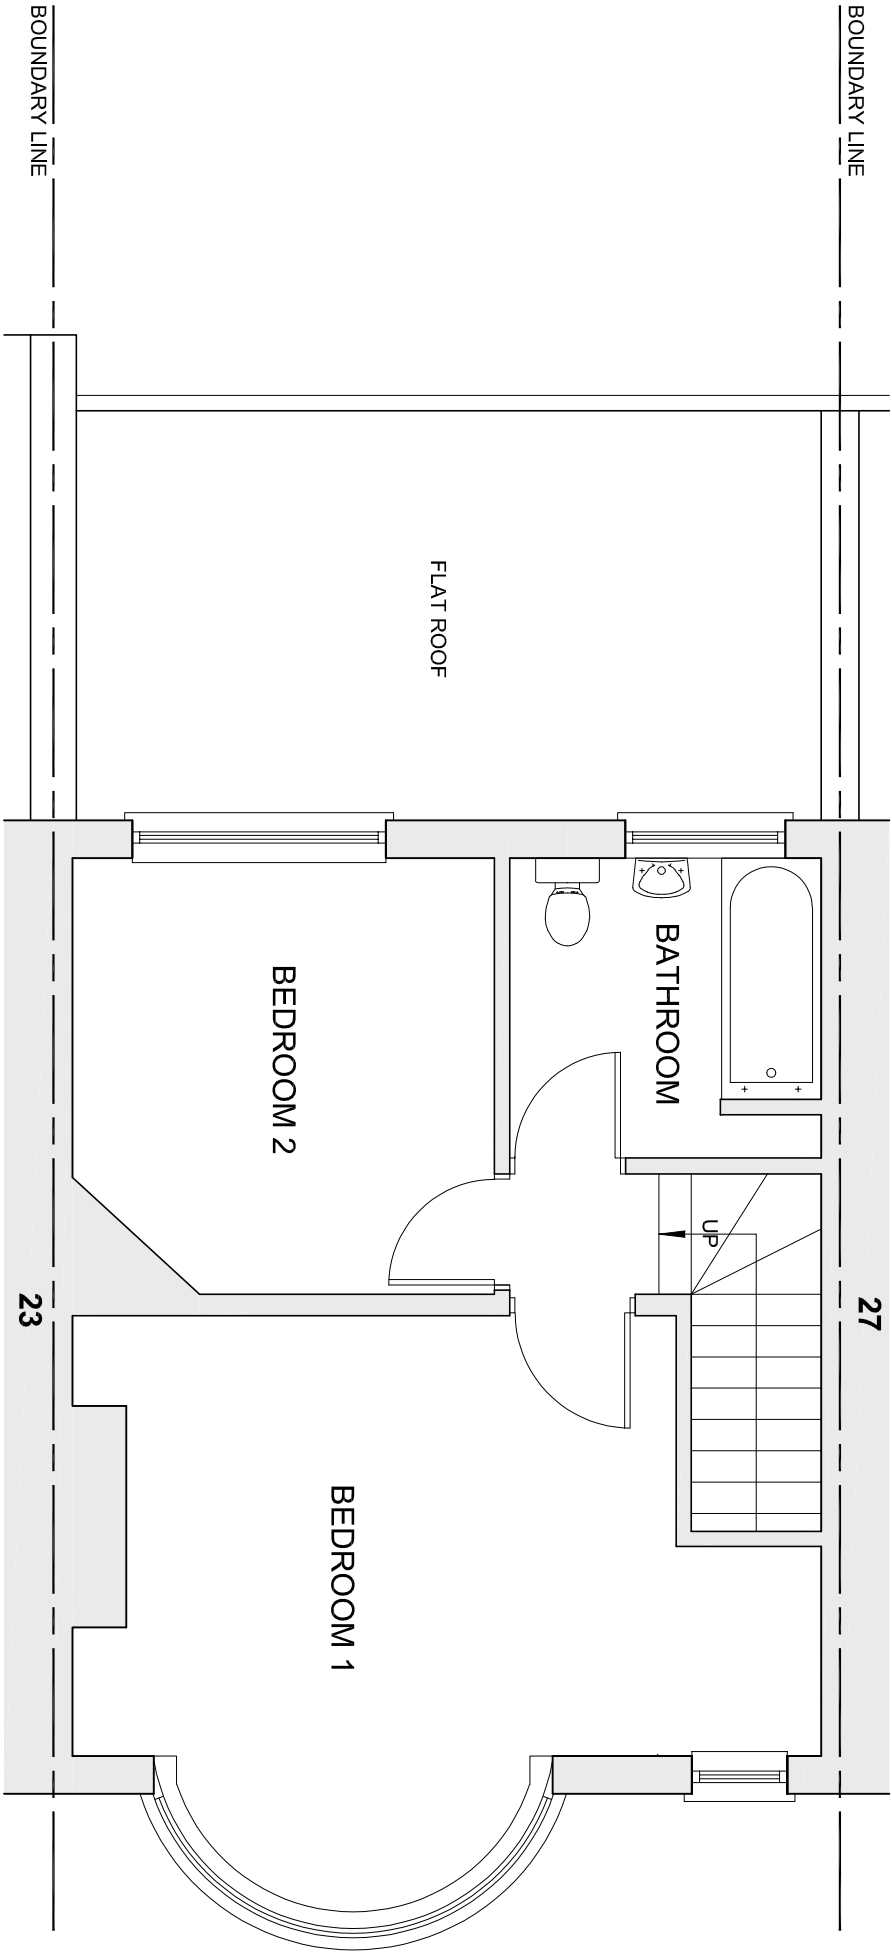 BOUNDARY LINE
BOUNDARY LINE
FLAT ROOF
BATHROOM
BEDROOM 2
UP
27
23
BEDROOM 1